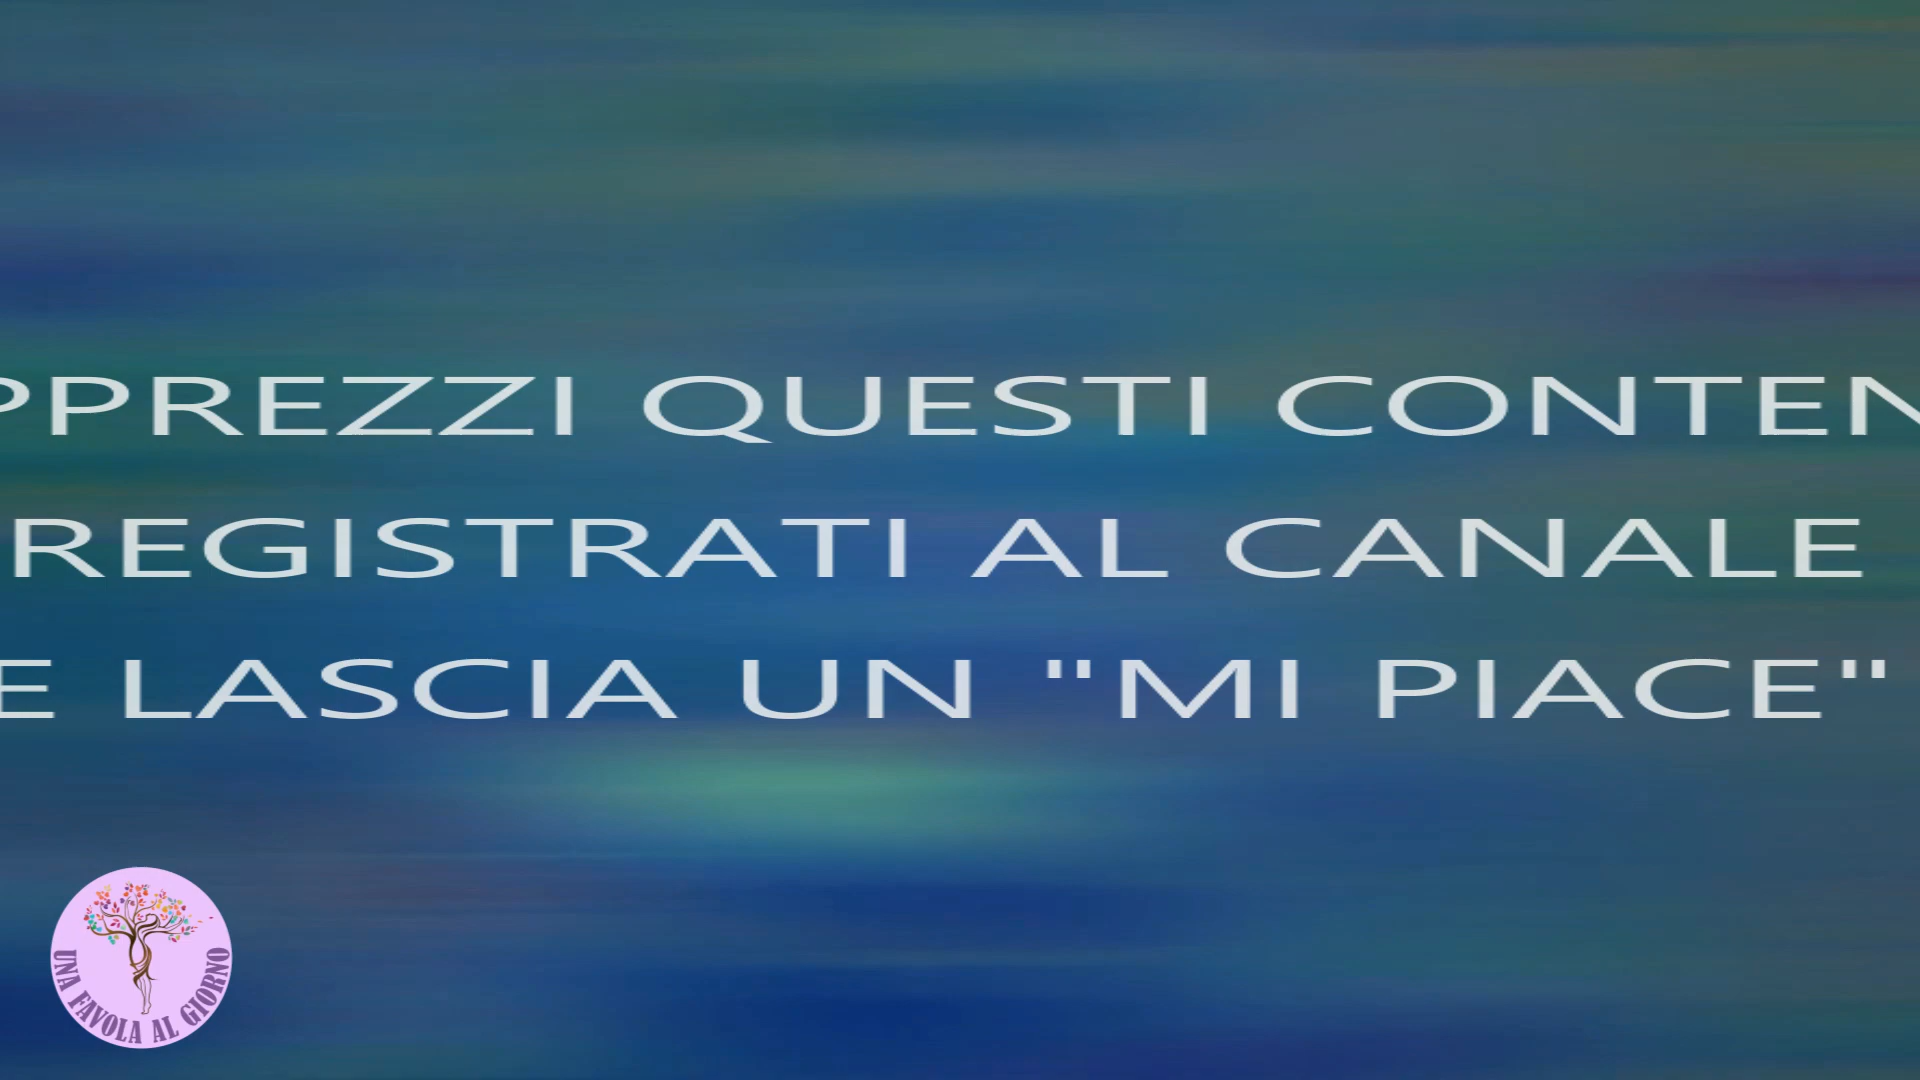 PPREZZI QUESTI CONTEN
REGISTRATI AL CANALE
E LASCIA UN "MI PIACE"
UNA FAVOLA AL GIORNO